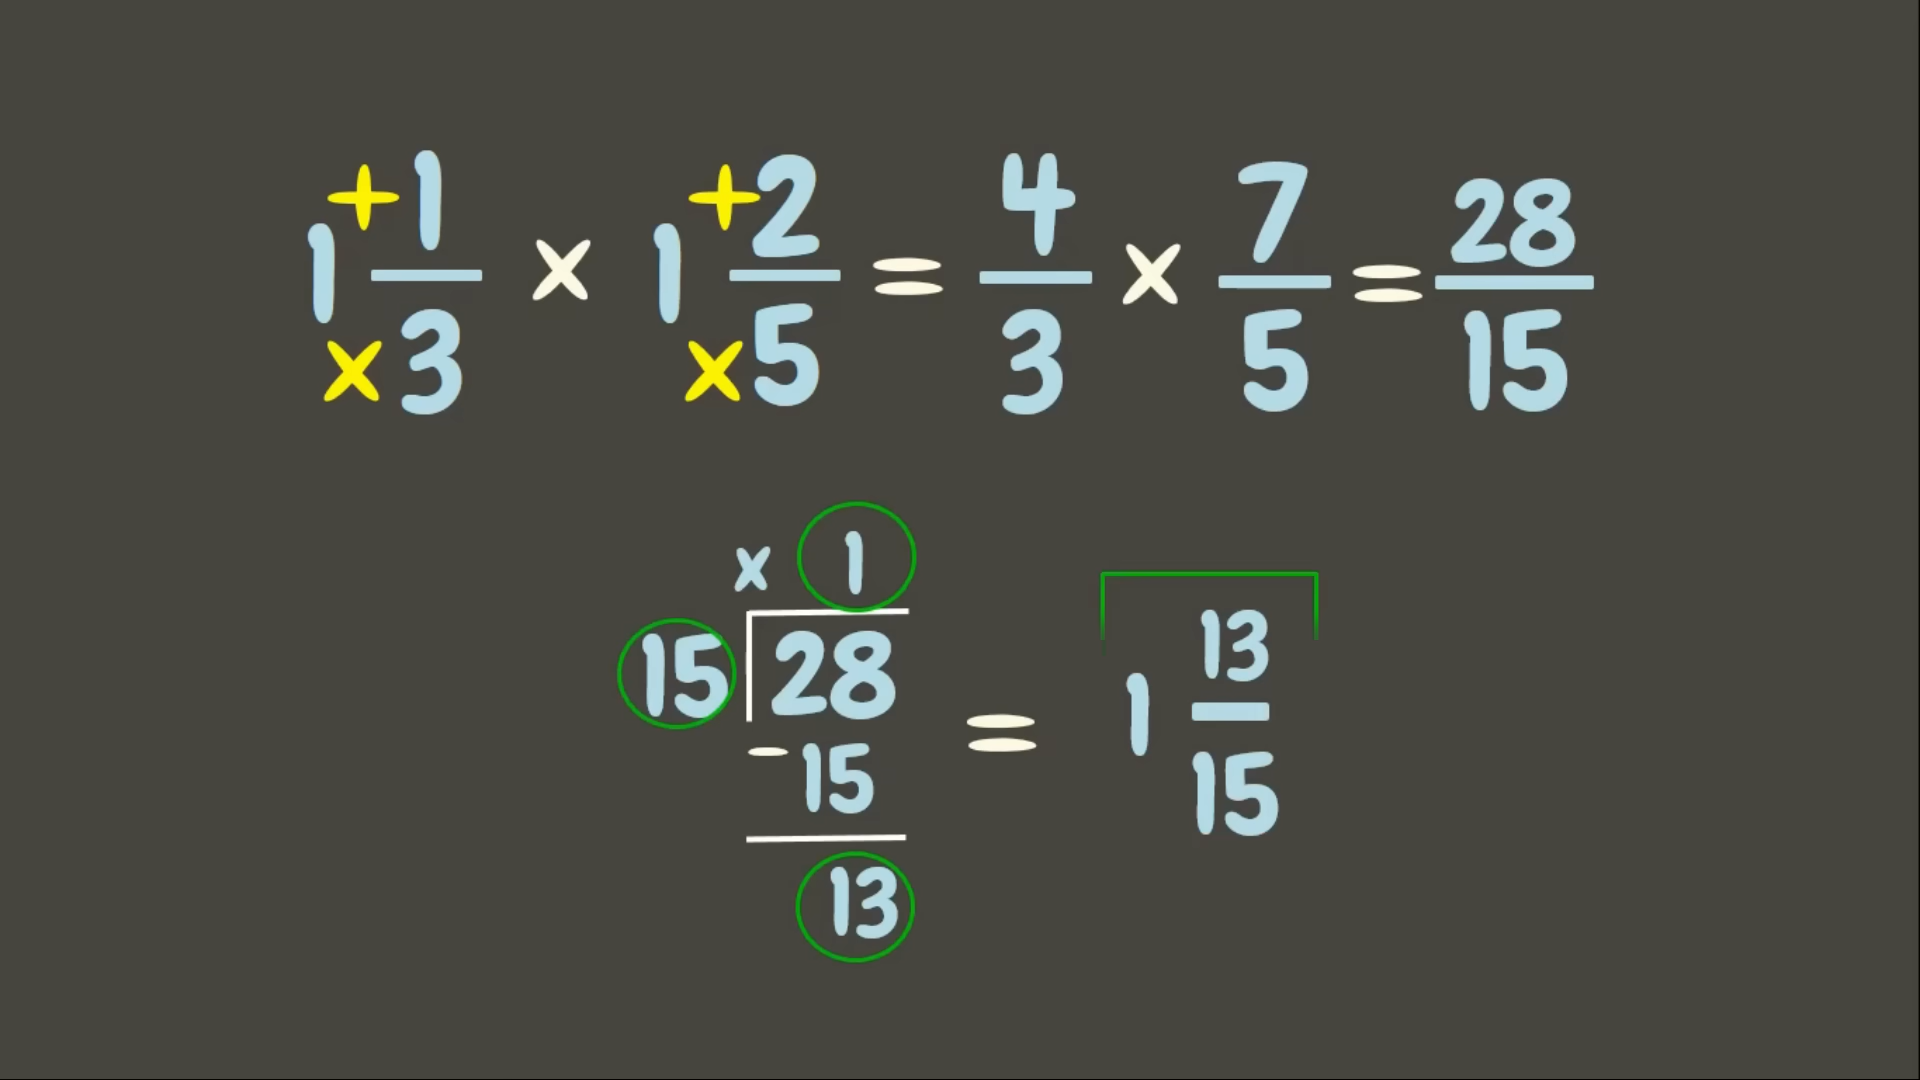 1 + 1/3 × 1 + 2/5 = 4/3 × 7/5 = 28/15
× ×
× 1
15 28
- 15
13
= 1 13/15